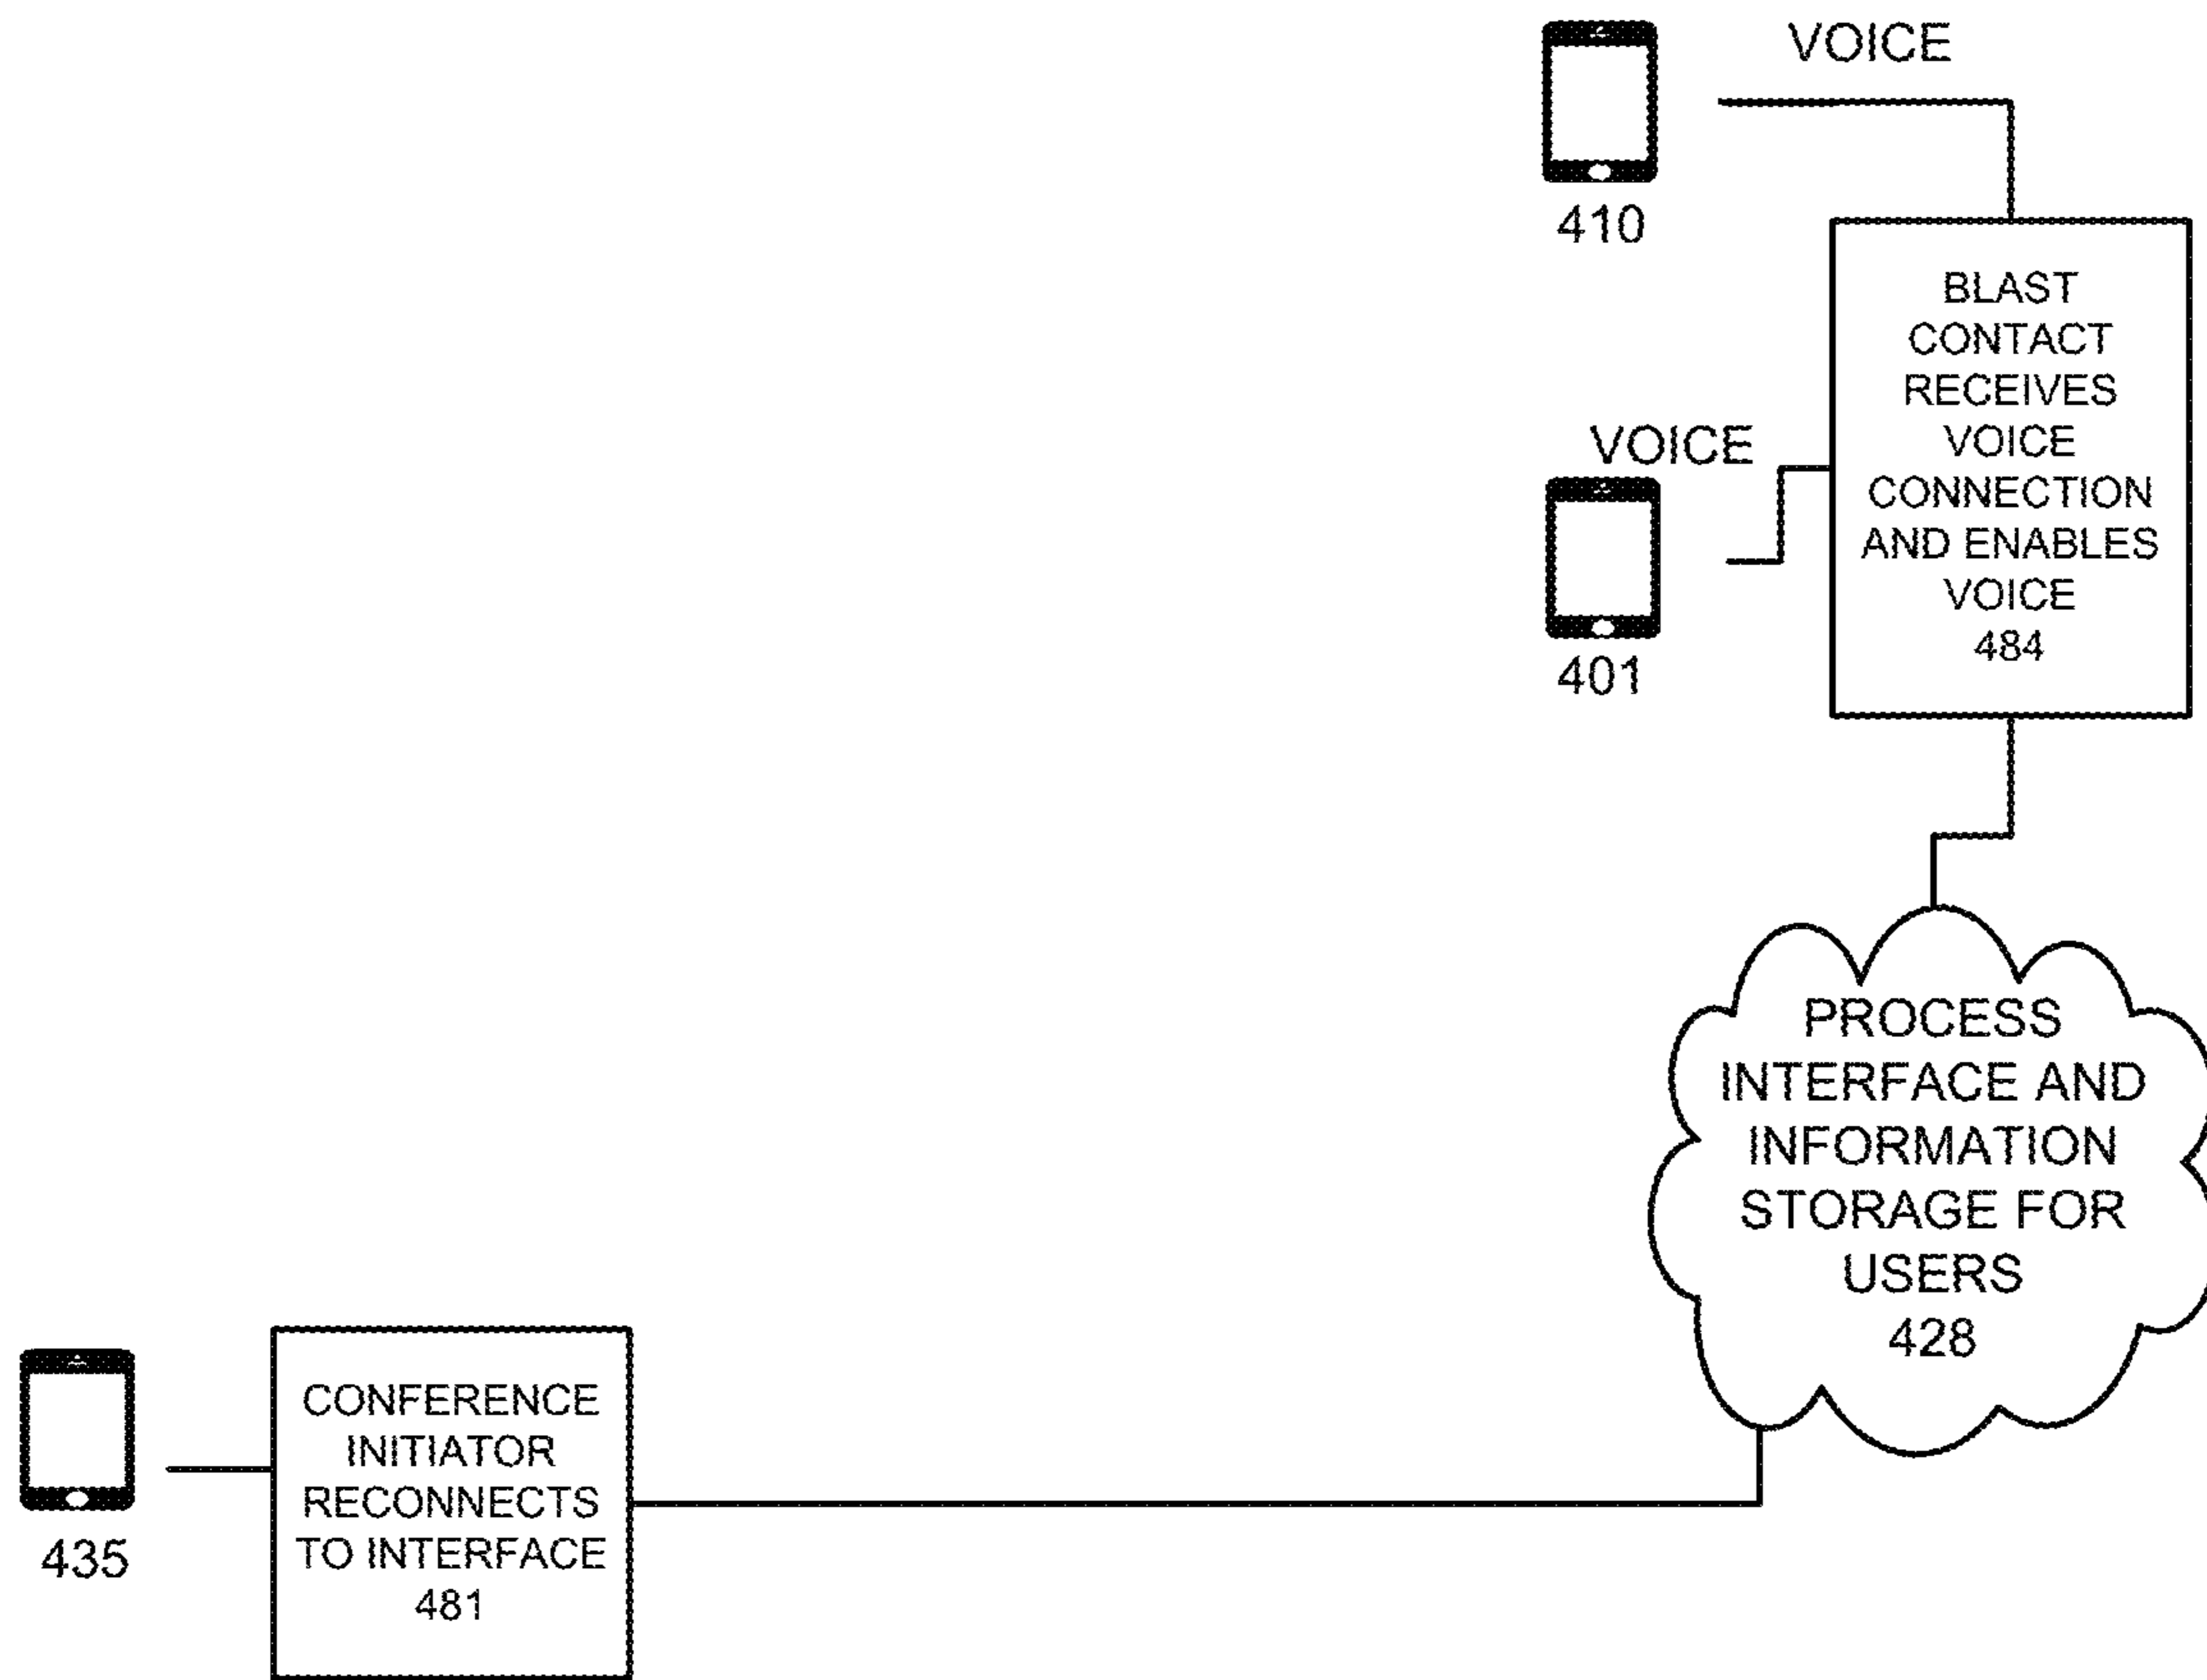 VOICE
410
BLAST
CONTACT
RECEIVES
VOICE
CONNECTION
AND ENABLES
VOICE
484
VOICE
401
PROCESS
INTERFACE AND
INFORMATION
STORAGE FOR
USERS
428
435
CONFERENCE
INITIATOR
RECONNECTS
TO INTERFACE
481